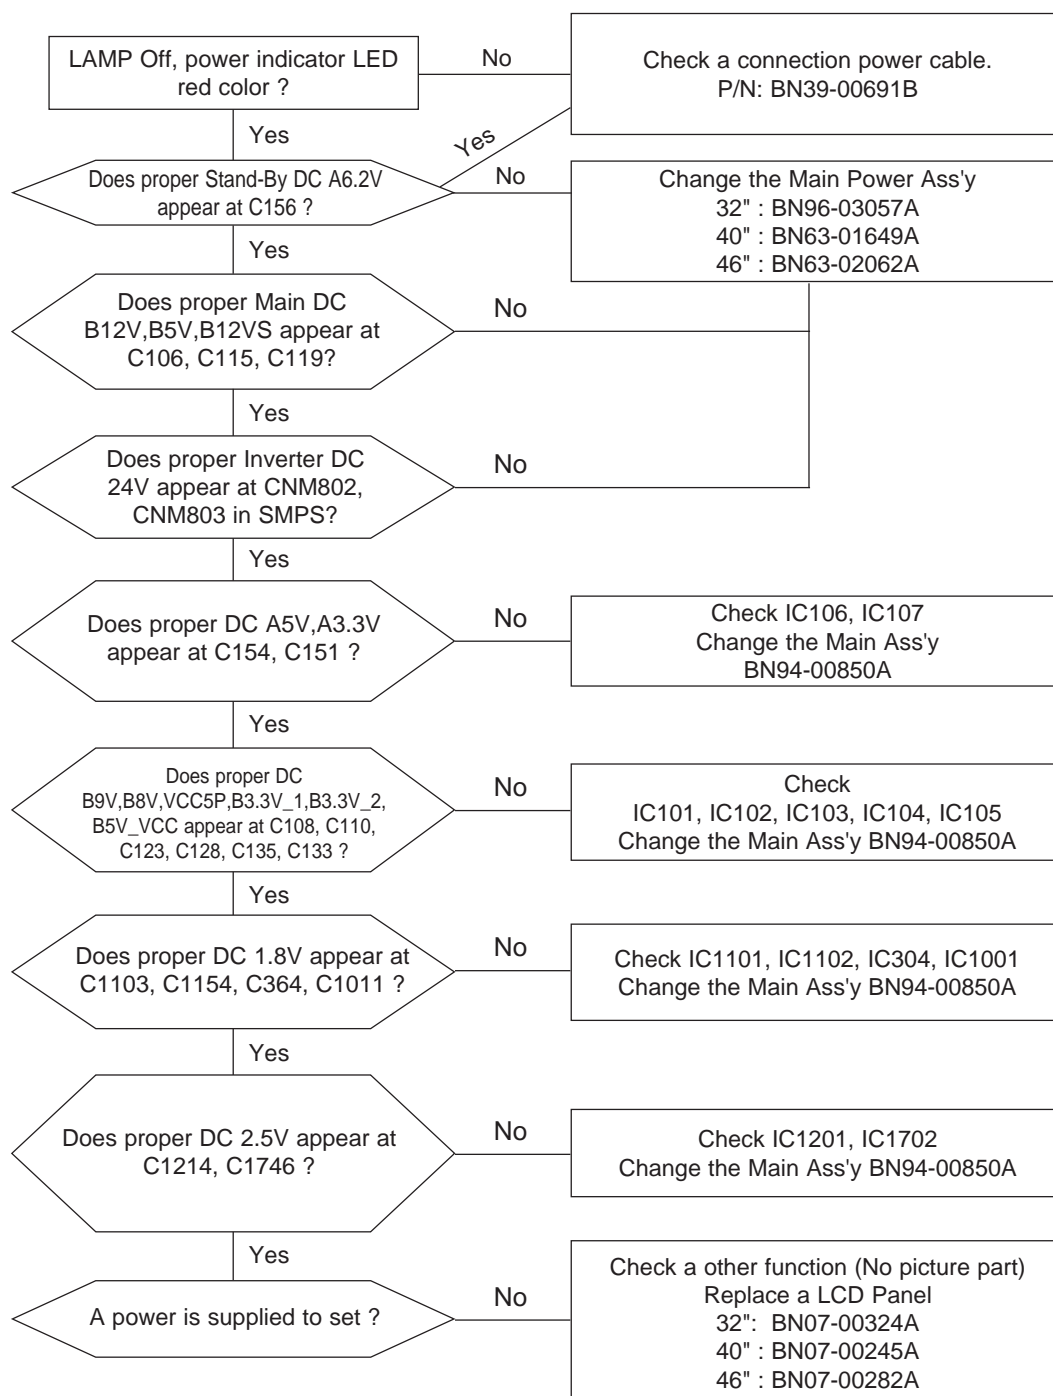 LAMP Off, power indicator LED
red color ?
No
Check a connection power cable.
P/N: BN39-00691B
Yes
Yes
Does proper Stand-By DC A6.2V
appear at C156 ?
No
Change the Main Power Ass'y
32" : BN96-03057A
40" : BN63-01649A
46" : BN63-02062A
Yes
Does proper Main DC
B12V,B5V,B12VS appear at
C106, C115, C119?
No
Yes
Does proper Inverter DC
24V appear at CNM802,
CNM803 in SMPS?
No
Yes
Does proper DC A5V,A3.3V
appear at C154, C151 ?
No
Check IC106, IC107
Change the Main Ass'y
BN94-00850A
Yes
Does proper DC
B9V,B8V,VCC5P,B3.3V_1,B3.3V_2,
B5V_VCC appear at C108, C110,
C123, C128, C135, C133 ?
No
Check
IC101, IC102, IC103, IC104, IC105
Change the Main Ass'y BN94-00850A
Yes
Does proper DC 1.8V appear at
C1103, C1154, C364, C1011 ?
No
Check IC1101, IC1102, IC304, IC1001
Change the Main Ass'y BN94-00850A
Yes
Does proper DC 2.5V appear at
C1214, C1746 ?
No
Check IC1201, IC1702
Change the Main Ass'y BN94-00850A
Yes
A power is supplied to set ?
No
Check a other function (No picture part)
Replace a LCD Panel
32": BN07-00324A
40" : BN07-00245A
46" : BN07-00282A